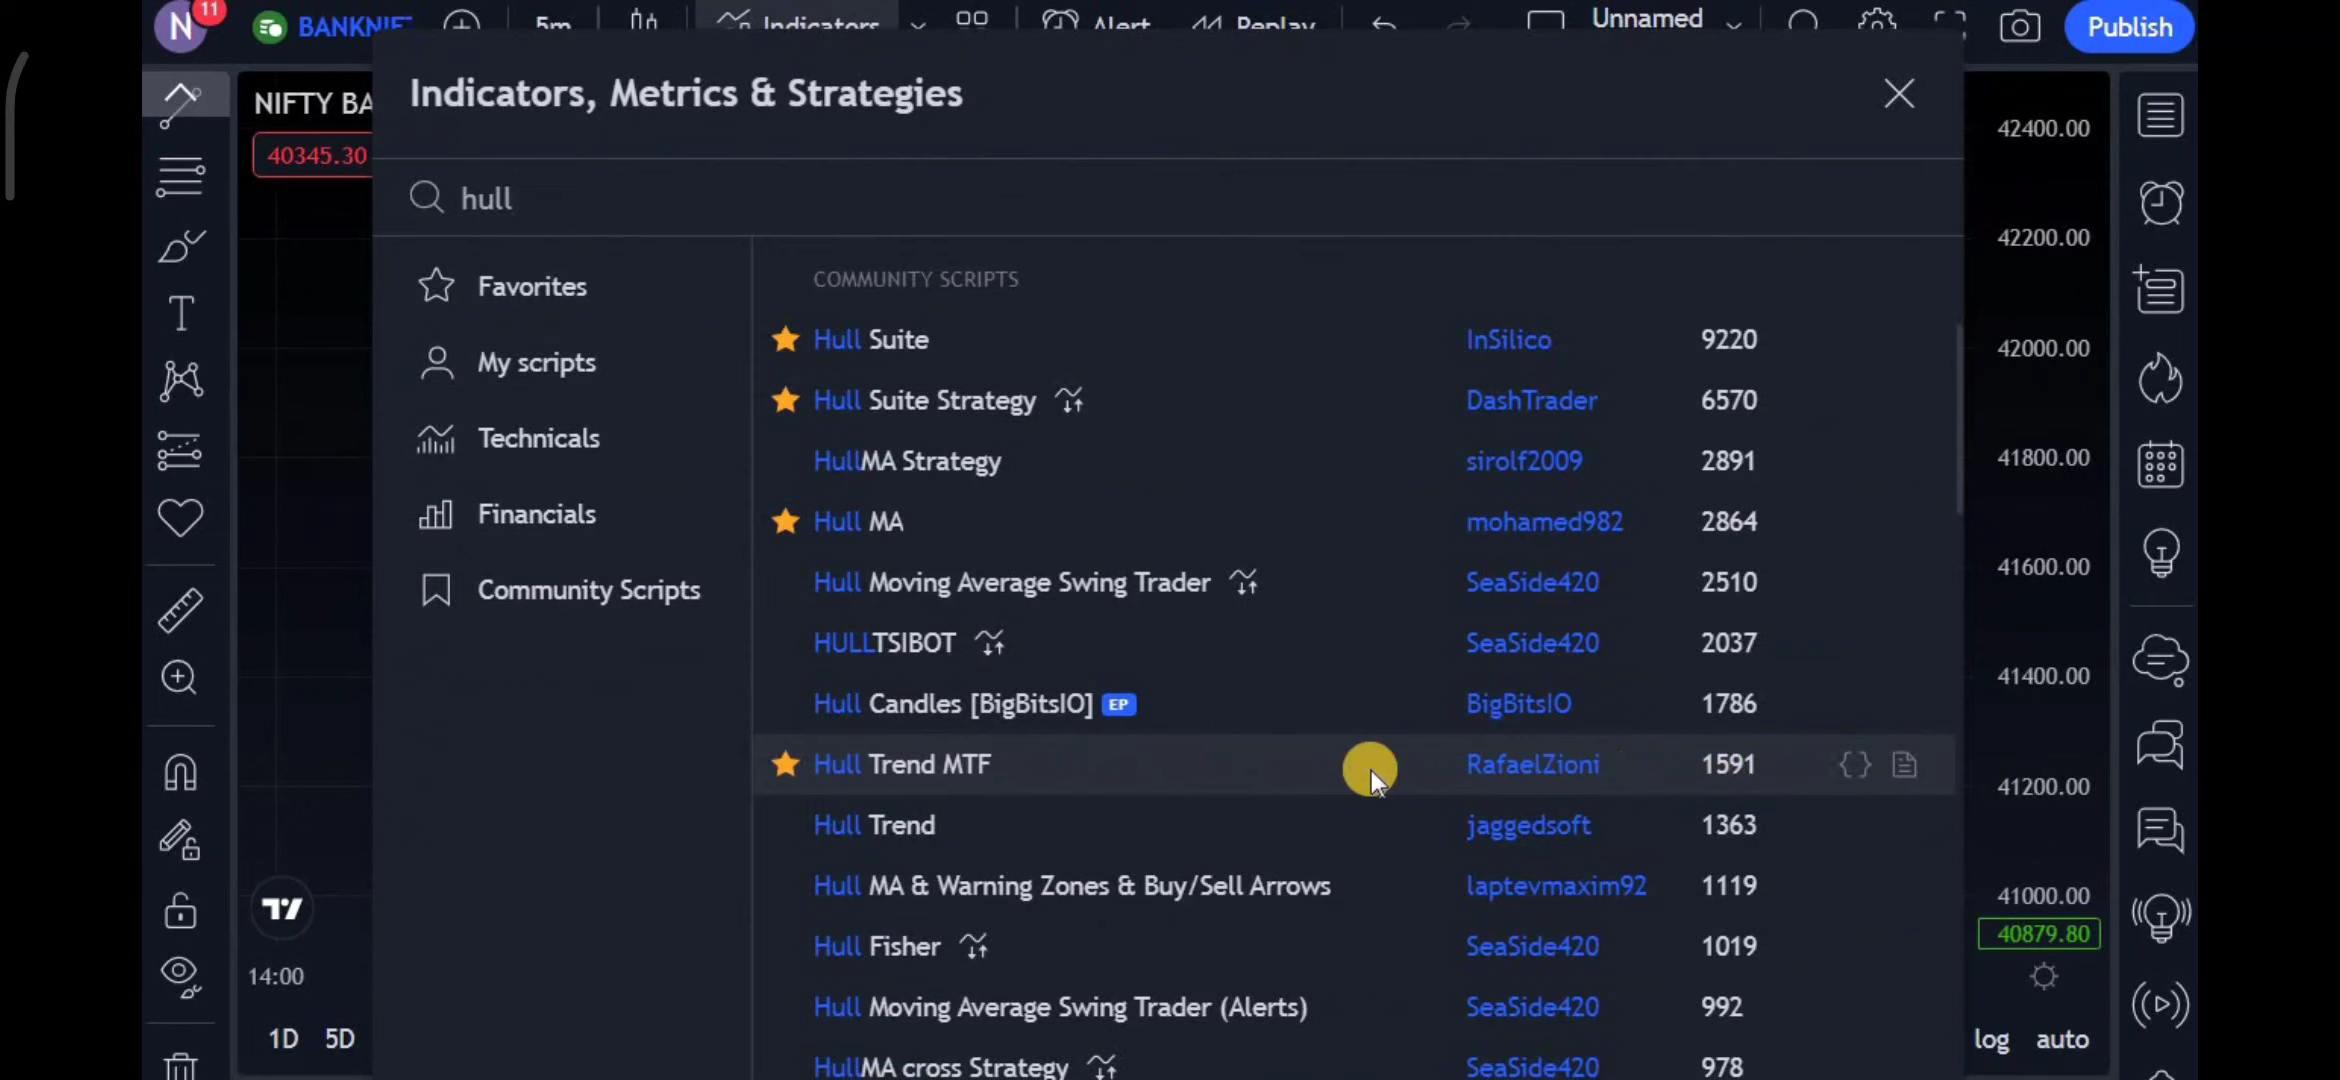 N 11 BANKNIF 5m Indicators Alert Replay Unnamed Publish
NIFTY BA
40345.30
Indicators, Metrics & Strategies
hull
Favorites
My scripts
Technicals
Financials
Community Scripts
COMMUNITY SCRIPTS
Hull Suite InSilico 9220
Hull Suite Strategy DashTrader 6570
HullMA Strategy sirolf2009 2891
Hull MA mohamed982 2864
Hull Moving Average Swing Trader SeaSide420 2510
HULLTSIBOT SeaSide420 2037
Hull Candles [BigBitsIO] EP BigBitsIO 1786
Hull Trend MTF RafaelZioni 1591
Hull Trend jaggedsoft 1363
Hull MA & Warning Zones & Buy/Sell Arrows laptevmaxim92 1119
Hull Fisher SeaSide420 1019
Hull Moving Average Swing Trader (Alerts) SeaSide420 992
HullMA cross Strategy SeaSide420 978
42400.00
42200.00
42000.00
41800.00
41600.00
41400.00
41200.00
41000.00
40879.80
14:00
1D 5D
log auto